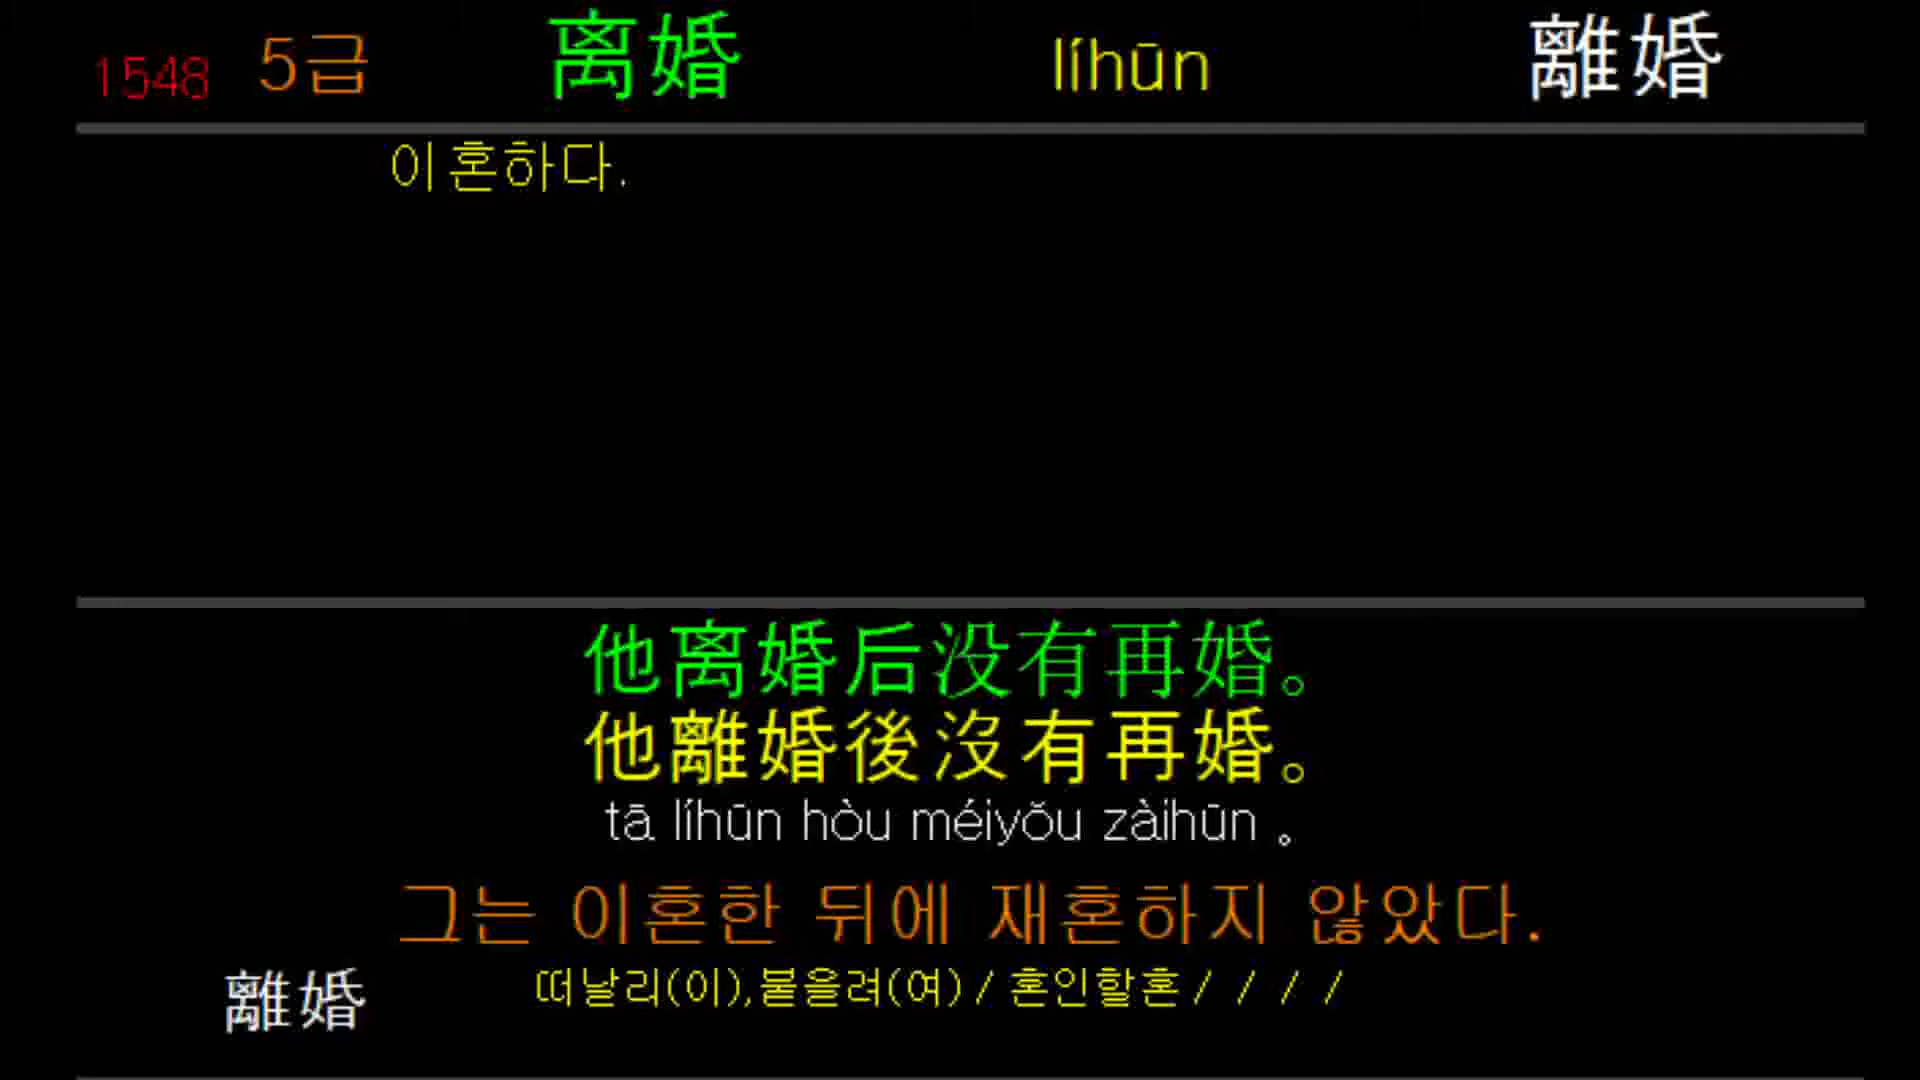 1548 5급 离婚 líhūn 離婚
이혼하다.
他离婚后没有再婚。
他離婚後沒有再婚。
tā líhūn hòu méiyǒu zàihūn 。
그는 이혼한 뒤에 재혼하지 않았다.
離婚 떠날리(이),붙을려(여) / 혼인할혼 / / / /